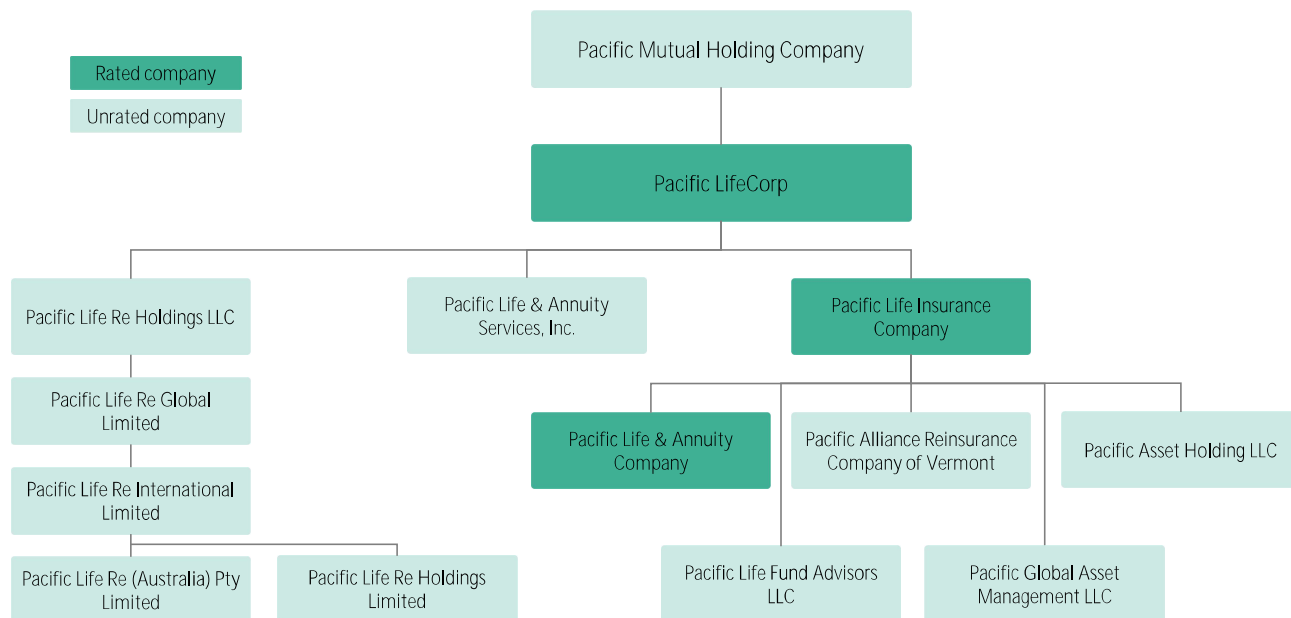 Pacific Mutual Holding Company
Rated company
Unrated company
Pacific LifeCorp
Pacific Life Re Holdings LLC
Pacific Life & Annuity
Services, Inc.
Pacific Life Insurance
Company
Pacific Life Re Global
Limited
Pacific Life & Annuity
Company
Pacific Alliance Reinsurance
Company of Vermont
Pacific Asset Holding LLC
Pacific Life Re International
Limited
Pacific Life Re (Australia) Pty
Limited
Pacific Life Re Holdings
Limited
Pacific Life Fund Advisors
LLC
Pacific Global Asset
Management LLC